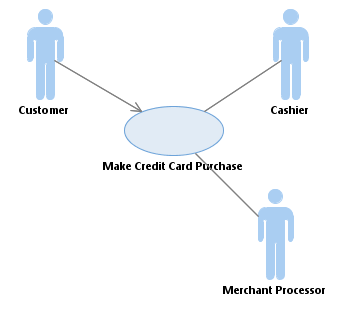 Customer
Cashier
Make Credit Card Purchase
Merchant Processor